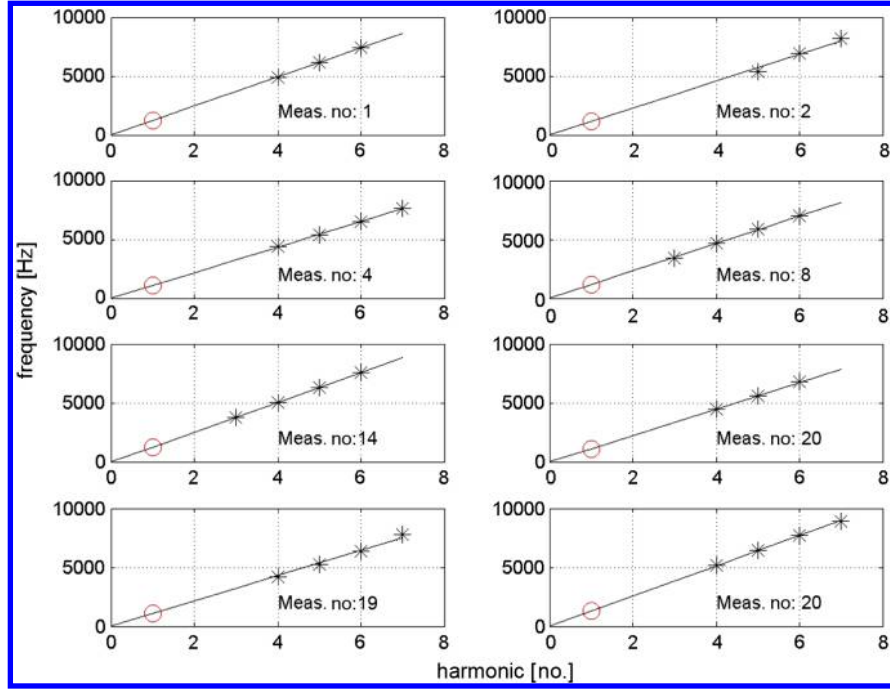 10000
5000
0
0 2 4 6 8
Meas. no: 1
10000
5000
0
0 2 4 6 8
Meas. no: 2
10000
5000
0
0 2 4 6 8
Meas. no: 4
10000
5000
0
0 2 4 6 8
Meas. no: 8
10000
5000
0
0 2 4 6 8
Meas. no:14
10000
5000
0
0 2 4 6 8
Meas. no: 20
10000
5000
0
0 2 4 6 8
Meas. no:19
10000
5000
0
0 2 4 6 8
Meas. no: 20
frequency [Hz]
harmonic [no.]